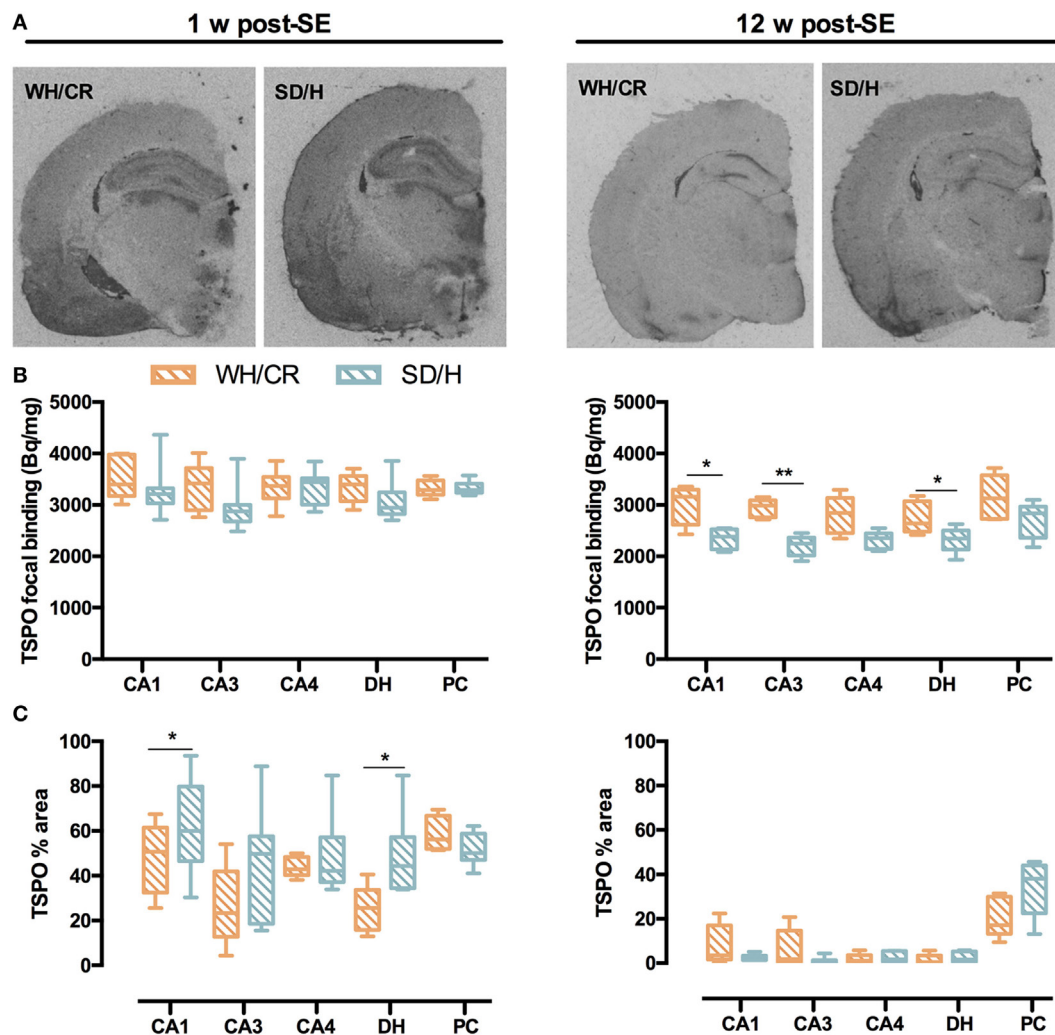 A
1 w post-SE
12 w post-SE
WH/CR
SD/H
WH/CR
SD/H
B
WH/CR
SD/H
TSPO focal binding (Bq/mg)
5000
4000
3000
2000
1000
0
CA1 CA3 CA4 DH PC
TSPO focal binding (Bq/mg)
5000
4000
3000
2000
1000
0
*
**
*
CA1 CA3 CA4 DH PC
C
TSPO % area
100
80
60
40
20
0
*
*
CA1 CA3 CA4 DH PC
TSPO % area
100
80
60
40
20
0
CA1 CA3 CA4 DH PC